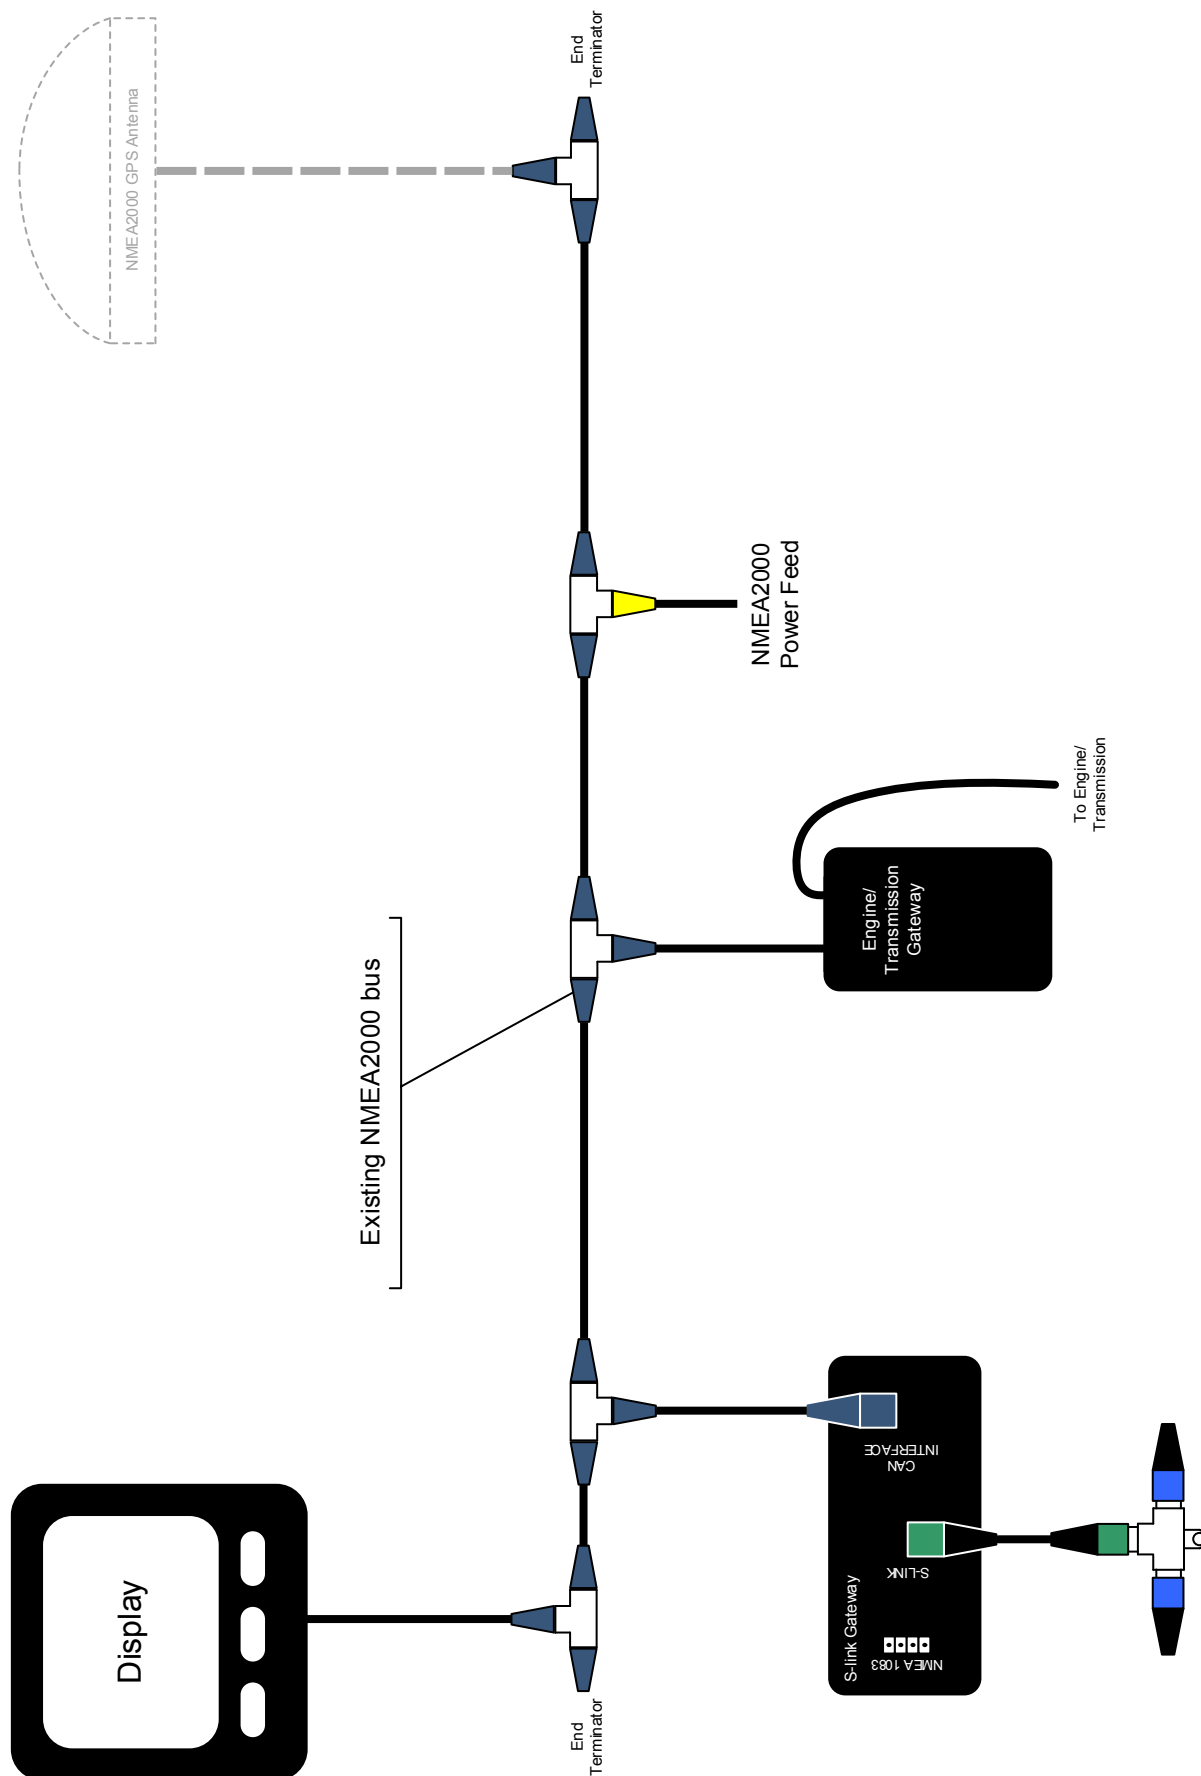 End
Terminator
NMEA2000 GPS Antenna
NMEA2000
Power Feed
To Engine/
Transmission
Engine/
Transmission
Gateway
Existing NMEA2000 bus
CAN
INTERFACE
S-LINK
S-link Gateway
NMEA 1083
Display
End
Terminator